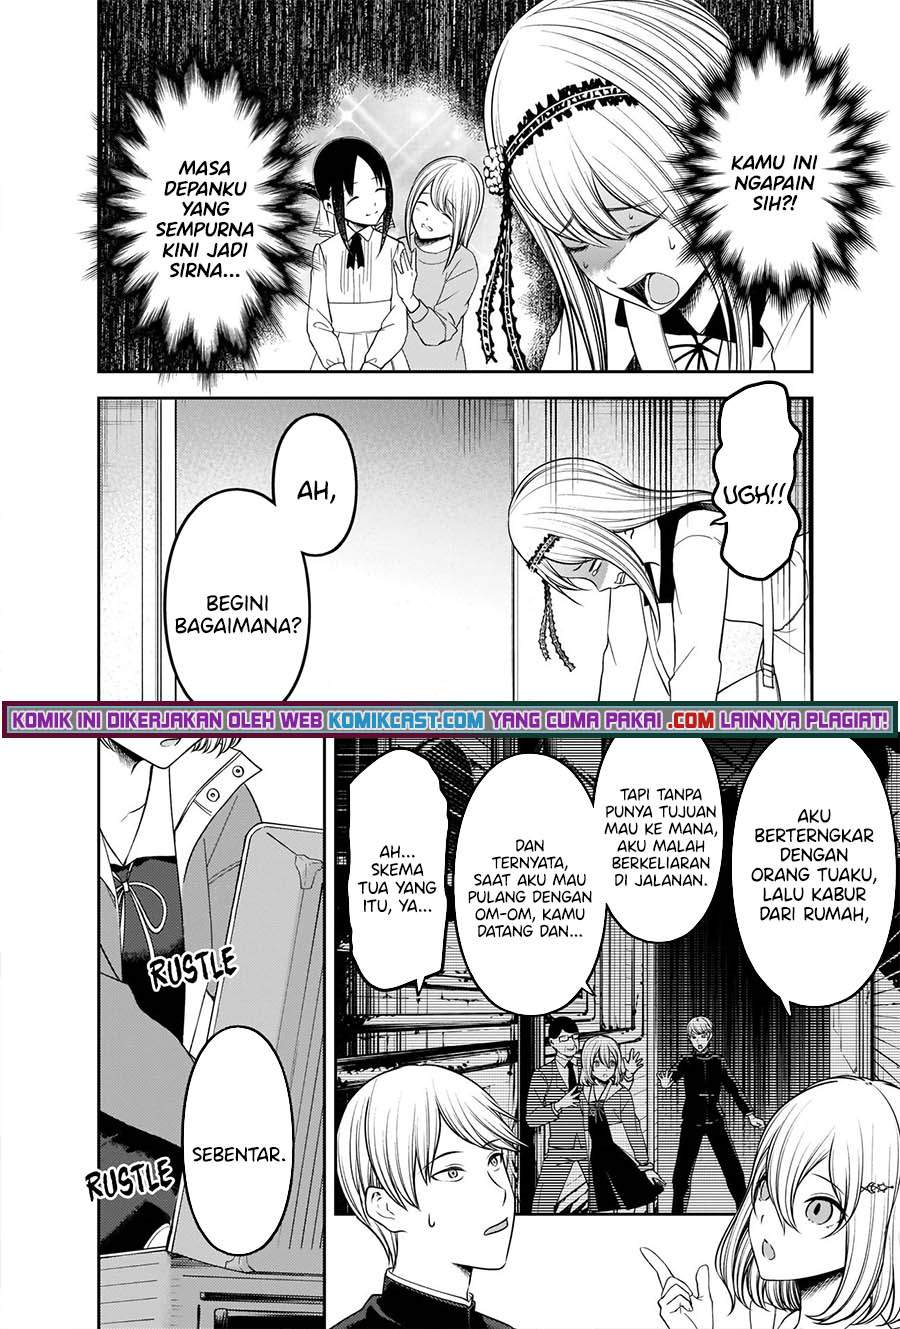 KAMU INI
NGAPAIN
SIH?!
MASA
DEPANKU
YANG
SEMPURNA
KINI JADI
SIRNA...
UGH!!
AH,
BEGINI
BAGAIMANA?
KOMIK INI DIKERJAKAN OLEH WEB KOMIKCAST.COM YANG CUMA PAKAI .COM LAINNYA PLAGIAT!
AKU
BERTERNGKAR
DENGAN
ORANG TUAKU,
LALU KABUR
DARI RUMAH,
TAPI TANPA
PUNYA TUJUAN
MAU KE MANA,
AKU MALAH
BERKELIARAN
DI JALANAN.
DAN
TERNYATA,
SAAT AKU MAU
PULANG DENGAN
OM-OM, KAMU
DATANG DAN...
AH...
SKEMA
TUA YANG
ITU, YA...
RUSTLE
SEBENTAR.
RUSTLE